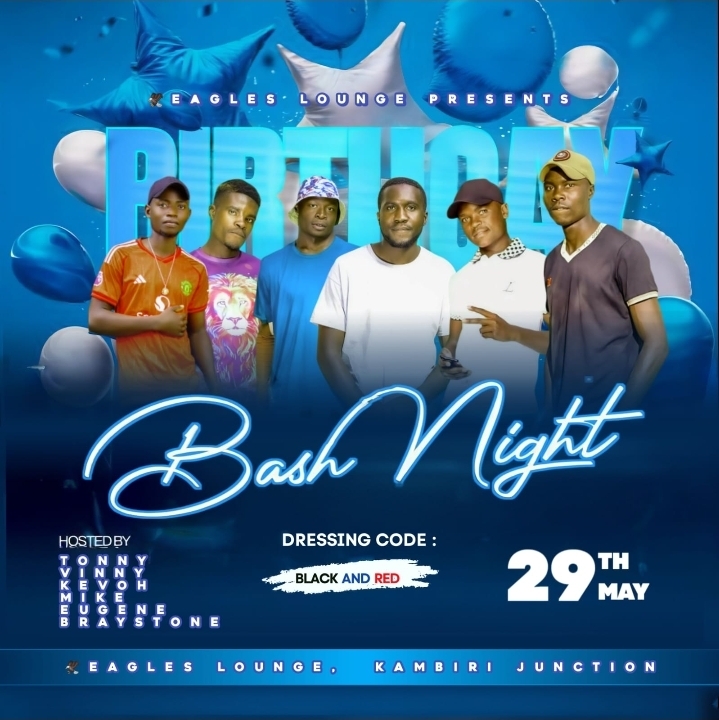 EAGLES LOUNGE PRESENTS
BIRTHDAY
Bash Night
HOSTED BY
TONNY
VINNY
KEVOH
MIKE
EUGENE
BRAYSTONE
DRESSING CODE :
BLACK AND RED
29TH
MAY
EAGLES LOUNGE, KAMBIRI JUNCTION